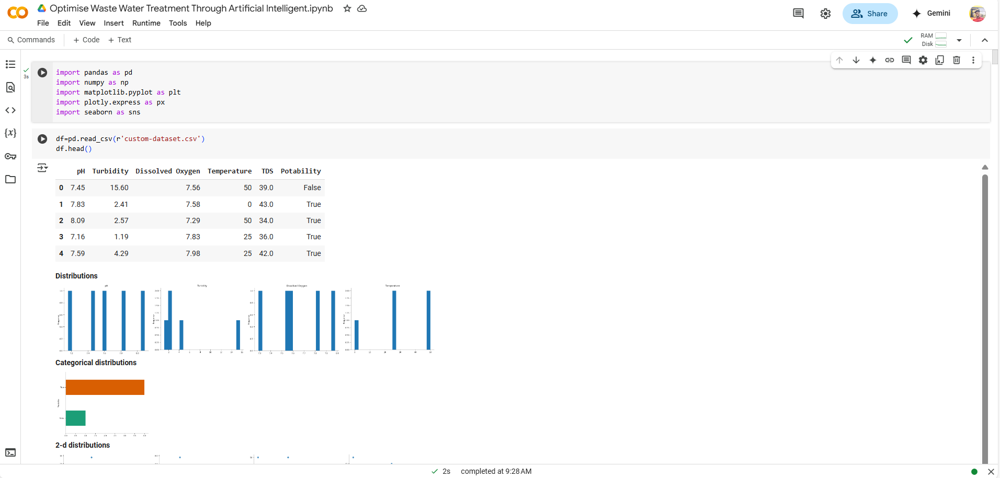 Optimise Waste Water Treatment Through Artificial Intelligent.ipynb
File Edit View Insert Runtime Tools Help
Share
Gemini
Commands + Code + Text
RAM
Disk
3s
import pandas as pd
import numpy as np
import matplotlib.pyplot as plt
import plotly.express as px
import seaborn as sns
df=pd.read_csv(r'custom-dataset.csv')
df.head()
pH Turbidity Dissolved Oxygen Temperature TDS Potability
0 7.45 15.60 7.56 50 39.0 False
1 7.83 2.41 7.58 0 43.0 True
2 8.09 2.57 7.29 50 34.0 True
3 7.16 1.19 7.83 25 36.0 True
4 7.59 4.29 7.98 25 42.0 True
Distributions
pH Turbidity Dissolved Oxygen Temperature
Categorical distributions
2-d distributions
2s completed at 9:28 AM